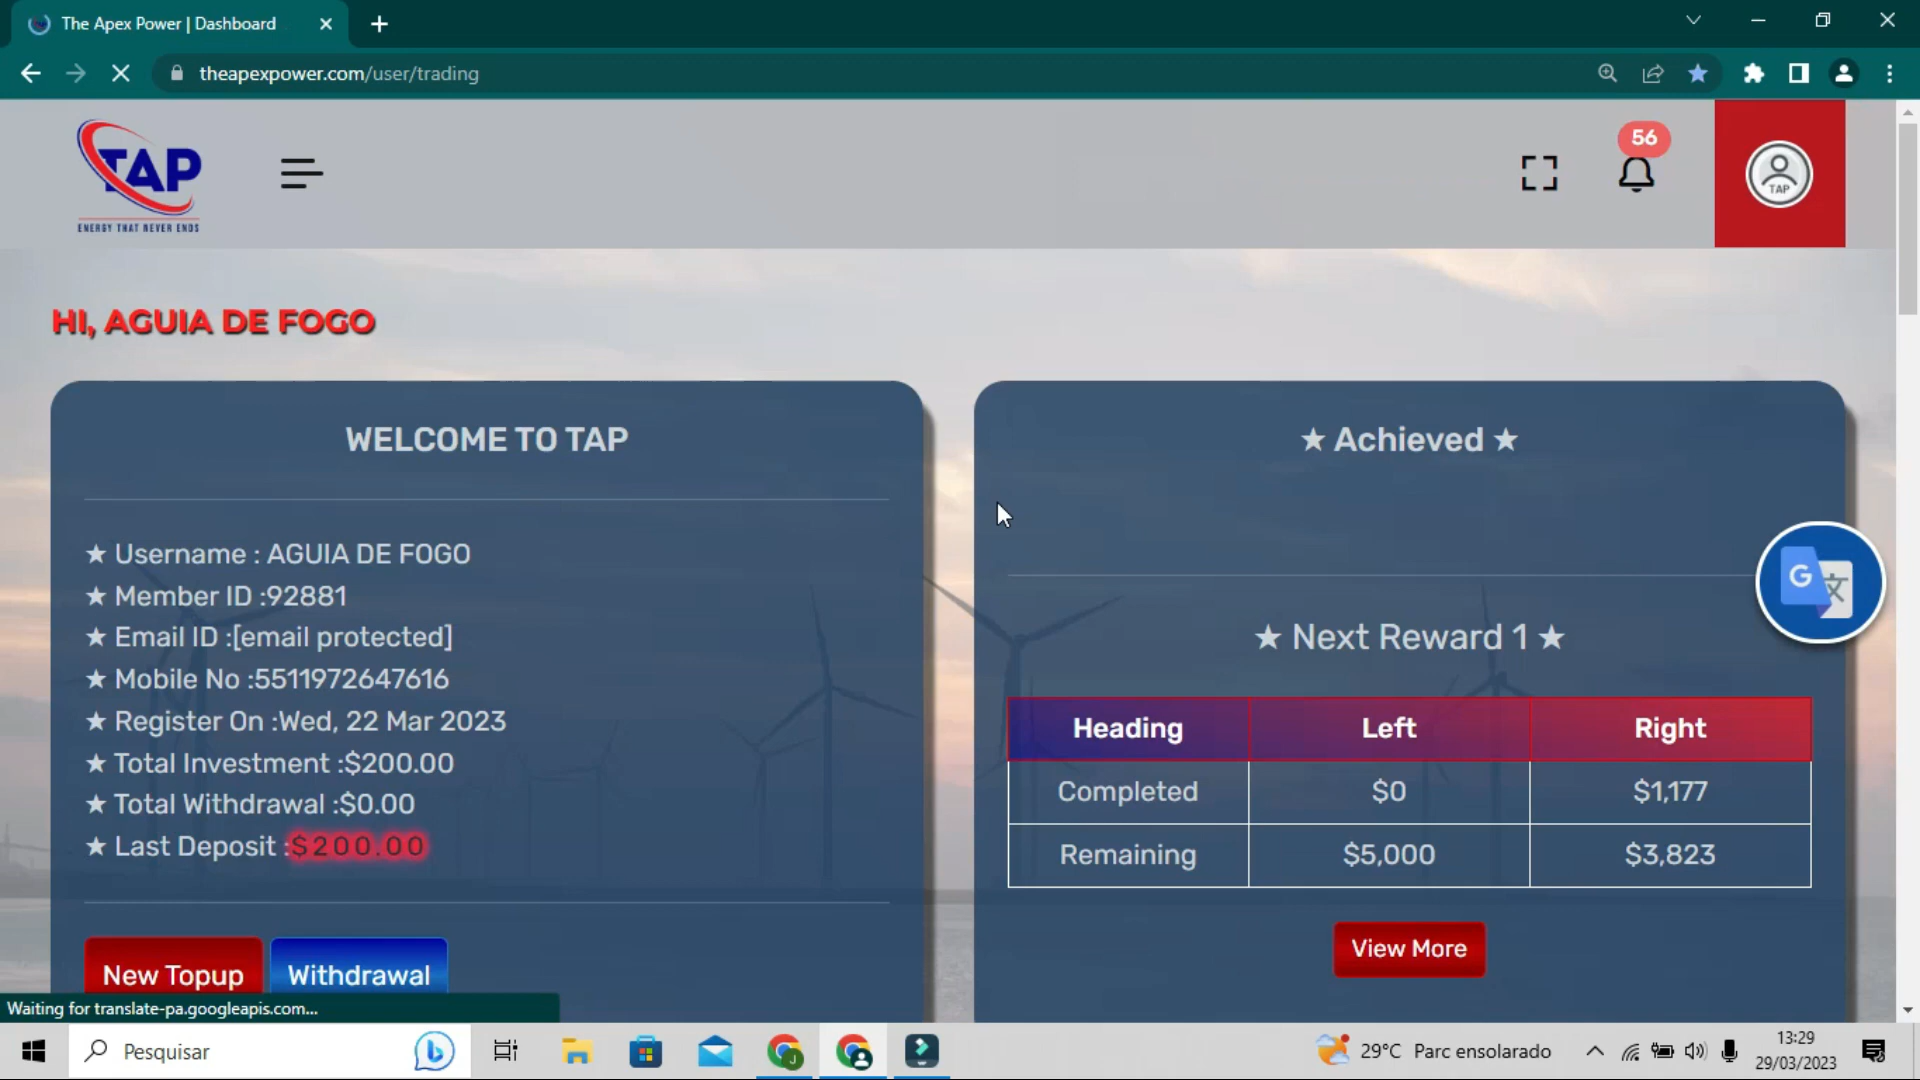 The Apex Power | Dashboard
theapexpower.com/user/trading
TAP
ENERGY THAT NEVER ENDS
56
TAP
HI, AGUIA DE FOGO
WELCOME TO TAP
★ Username : AGUIA DE FOGO
★ Member ID :92881
★ Email ID :[email protected]
★ Mobile No :5511972647616
★ Register On :Wed, 22 Mar 2023
★ Total Investment :$200.00
★ Total Withdrawal :$0.00
★ Last Deposit :$200.00
New Topup
Withdrawal
★ Achieved ★
★ Next Reward 1 ★
Heading Left Right
Completed $0 $1,177
Remaining $5,000 $3,823
View More
G 文
Waiting for translate-pa.googleapis.com...
Pesquisar
J
29°C Parc ensolarado
13:29
29/03/2023